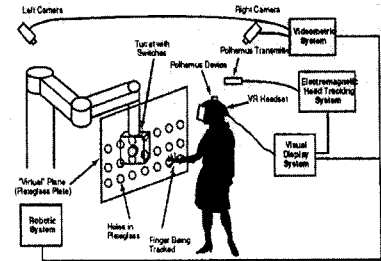 Left Camera
Right Camera
Videometric
System
Polhemus Transmitter
Turret with
Switches
Polhemus Device
Electromagnetic
Head Tracking
System
VR Headset
Visual
Display
System
"Virtual" Plane
(Plexiglass Plate)
Robotic
System
Holes in
Plexiglass
Finger Being
Tracked